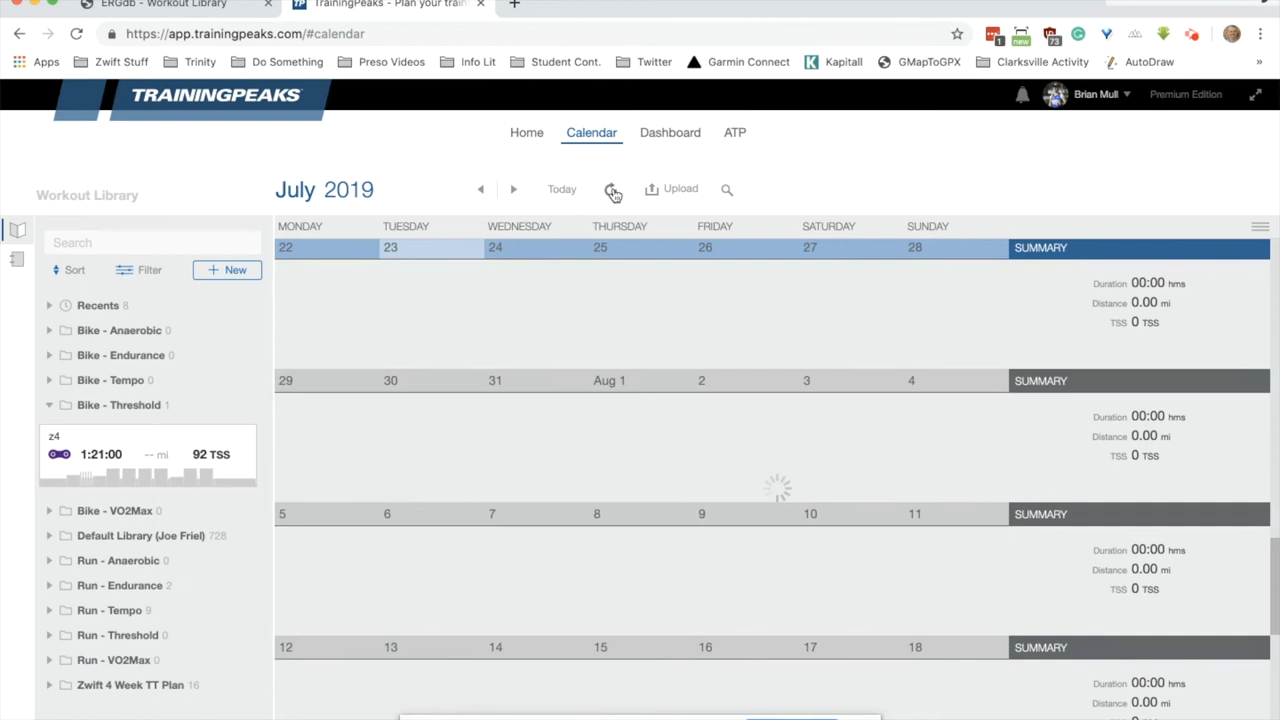 ERGdb - Workout Library
TrainingPeaks - Plan your train
https://app.trainingpeaks.com/#calendar
1 new 73
Apps Zwift Stuff Trinity Do Something Preso Videos Info Lit Student Cont. Twitter Garmin Connect Kapitall GMapToGPX Clarksville Activity AutoDraw »
TRAININGPEAKS
Brian Mull Premium Edition
Home Calendar Dashboard ATP
Workout Library
July 2019 Today Upload
MONDAY TUESDAY WEDNESDAY THURSDAY FRIDAY SATURDAY SUNDAY
22 23 24 25 26 27 28 SUMMARY
Duration 00:00 hms
Distance 0.00 mi
TSS 0 TSS
29 30 31 Aug 1 2 3 4 SUMMARY
Duration 00:00 hms
Distance 0.00 mi
TSS 0 TSS
5 6 7 8 9 10 11 SUMMARY
Duration 00:00 hms
Distance 0.00 mi
TSS 0 TSS
12 13 14 15 16 17 18 SUMMARY
Duration 00:00 hms
Distance 0.00 mi
Search
Sort Filter + New
Recents 8
Bike - Anaerobic 0
Bike - Endurance 0
Bike - Tempo 0
Bike - Threshold 1
z4
1:21:00 -- mi 92 TSS
Bike - VO2Max 0
Default Library (Joe Friel) 728
Run - Anaerobic 0
Run - Endurance 2
Run - Tempo 9
Run - Threshold 0
Run - VO2Max 0
Zwift 4 Week TT Plan 16